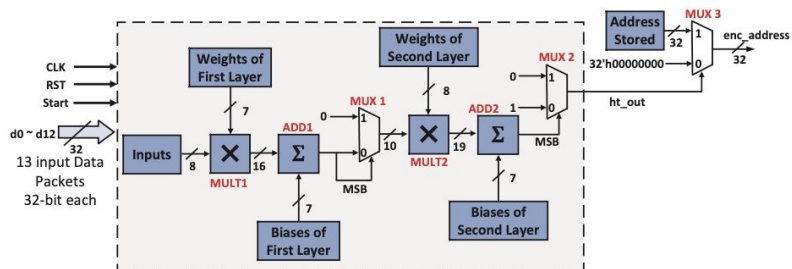 CLK
RST
Start
d0 ~ d12
32
13 input Data
Packets
32-bit each
Inputs
8
Weights of
First Layer
7
MULT1
16
ADD1
Σ
7
Biases of
First Layer
MUX 1
0
1
0
MSB
10
Weights of
Second Layer
8
MULT2
19
ADD2
Σ
7
Biases of
Second Layer
MSB
MUX 2
0
1
1
0
ht_out
Address
Stored
32
32'h00000000
MUX 3
1
0
enc_address
32